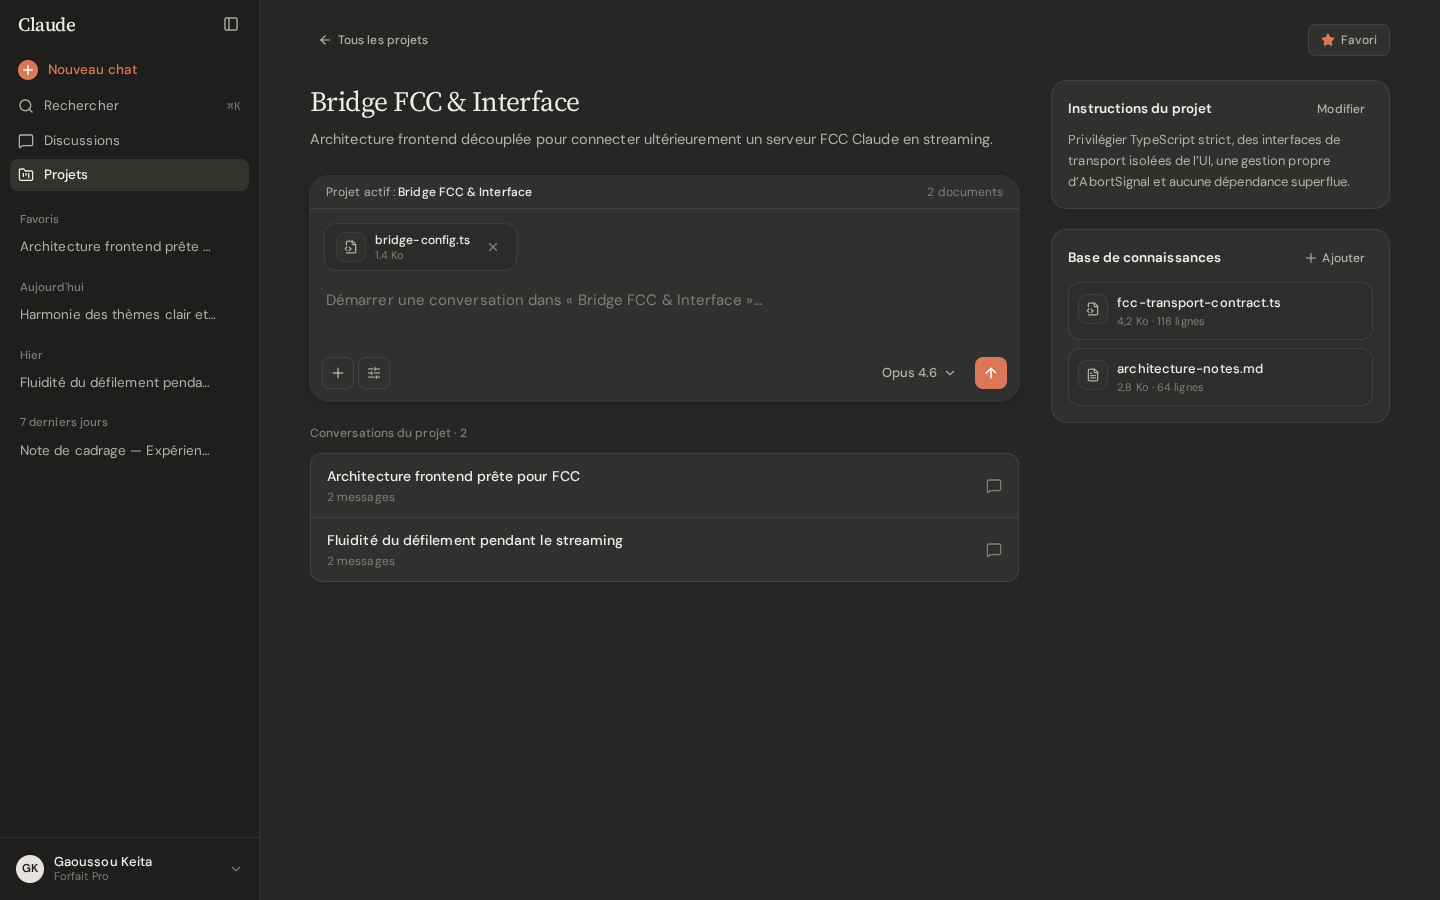 Claude
Nouveau chat
Rechercher
⌘K
Discussions
Projets
Favoris
Architecture frontend prête ...
Aujourd'hui
Harmonie des thèmes clair et...
Hier
Fluidité du défilement penda...
7 derniers jours
Note de cadrage — Expérien...
GK
Gaoussou Keita
Forfait Pro
Tous les projets
Favori
Bridge FCC & Interface
Architecture frontend découplée pour connecter ultérieurement un serveur FCC Claude en streaming.
Projet actif : Bridge FCC & Interface
2 documents
bridge-config.ts
1.4 Ko
Démarrer une conversation dans « Bridge FCC & Interface »...
Opus 4.6
Conversations du projet · 2
Architecture frontend prête pour FCC
2 messages
Fluidité du défilement pendant le streaming
2 messages
Instructions du projet
Modifier
Privilégier TypeScript strict, des interfaces de
transport isolées de l’UI, une gestion propre
d’AbortSignal et aucune dépendance superflue.
Base de connaissances
Ajouter
fcc-transport-contract.ts
4,2 Ko · 118 lignes
architecture-notes.md
2,8 Ko · 64 lignes